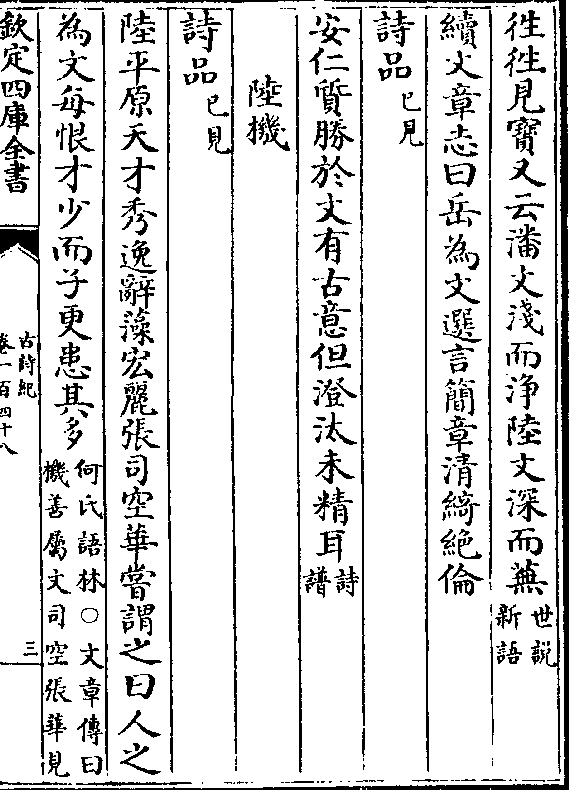 徃徃見寳又云潘文淺而浄陸文深而蕪世説新語
續文章志曰岳為文選言簡章清綺絶倫
詩品已見
安仁質勝於文有古意但澄汰未精耳詩譜
陸機
詩品已見
陸平原天才秀逸辭藻宏麗張司空華嘗謂之曰人之
為文每恨才少而子更患其多何氏語林○文章傳曰機善屬文司空張華見
欽定四庫全書
古詩紀
卷一百四十八
三